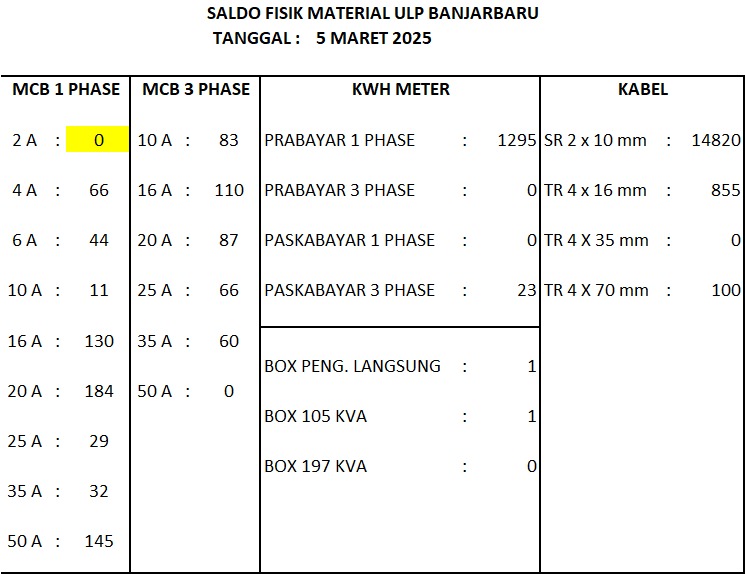 SALDO FISIK MATERIAL ULP BANJARBARU
TANGGAL : 5 MARET 2025
MCB 1 PHASE MCB 3 PHASE KWH METER KABEL
2 A : 0 10 A : 83 PRABAYAR 1 PHASE : 1295 SR 2 x 10 mm : 14820
4 A : 66 16 A : 110 PRABAYAR 3 PHASE : 0 TR 4 x 16 mm : 855
6 A : 44 20 A : 87 PASKABAYAR 1 PHASE : 0 TR 4 X 35 mm : 0
10 A : 11 25 A : 66 PASKABAYAR 3 PHASE : 23 TR 4 X 70 mm : 100
16 A : 130 35 A : 60
BOX PENG. LANGSUNG : 1
20 A : 184 50 A : 0
BOX 105 KVA : 1
25 A : 29
BOX 197 KVA : 0
35 A : 32
50 A : 145